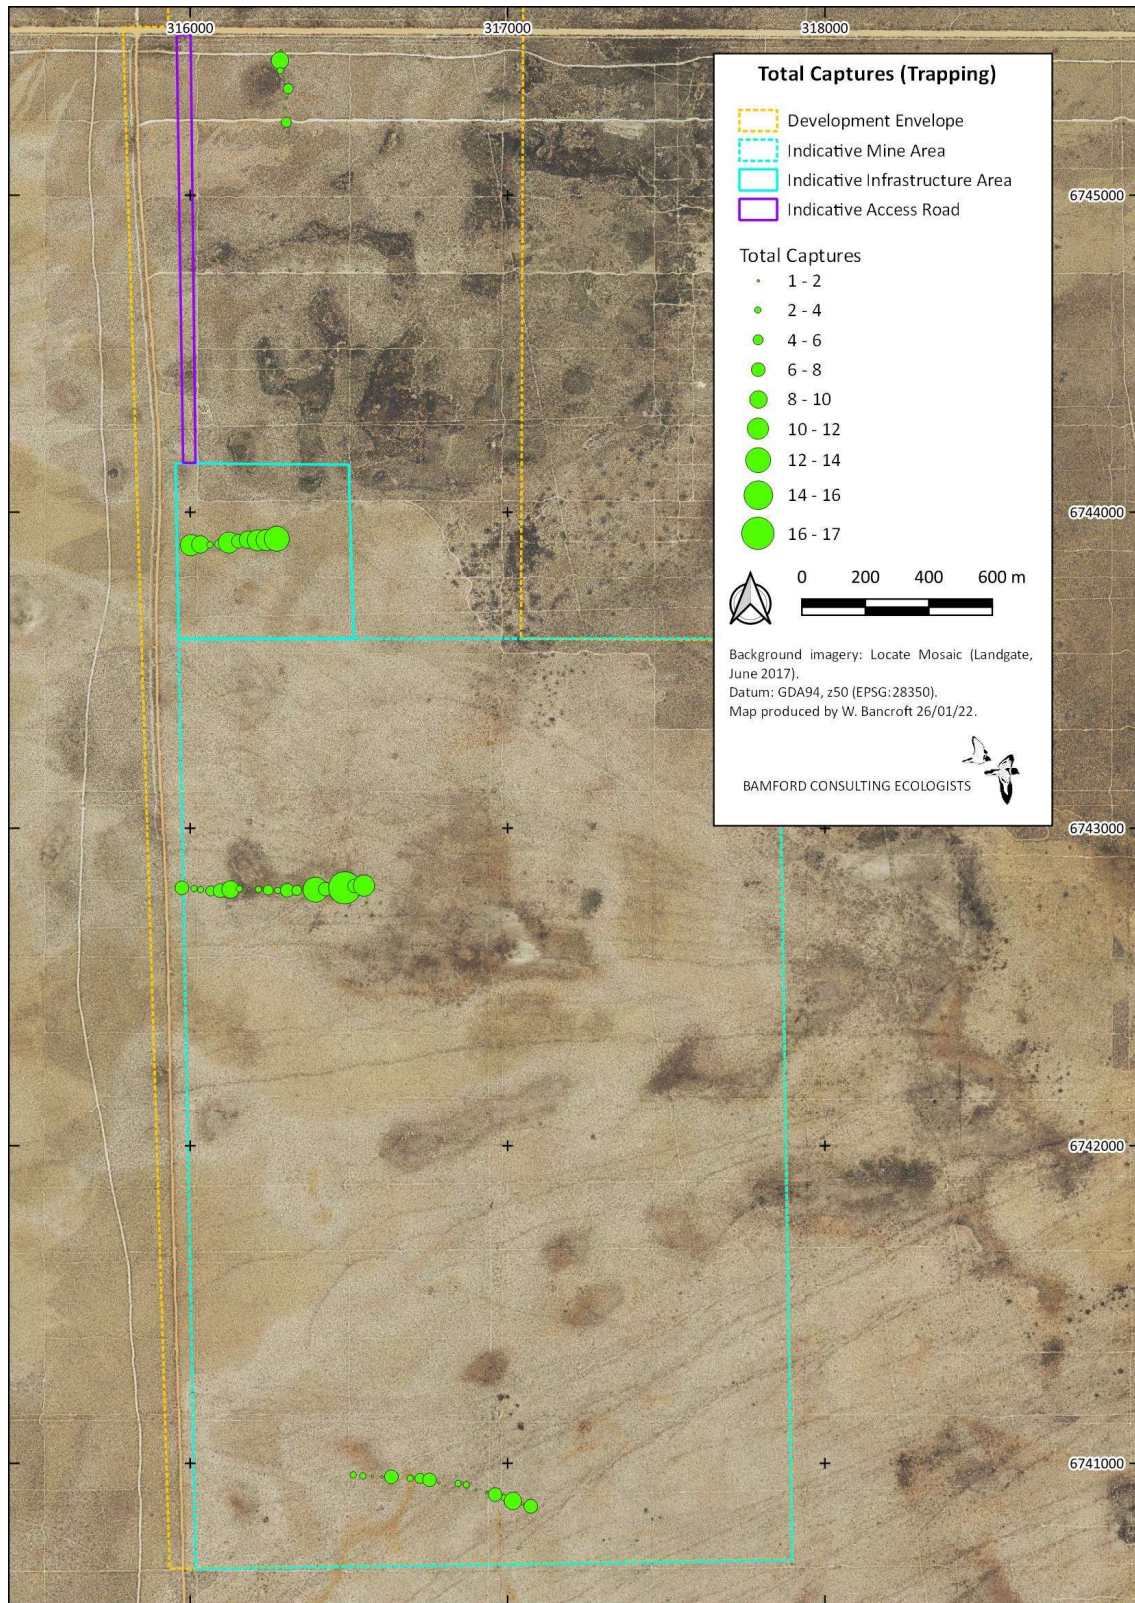 316000
317000
318000
Total Captures (Trapping)
Development Envelope
Indicative Mine Area
Indicative Infrastructure Area
Indicative Access Road
Total Captures
1 - 2
2 - 4
4 - 6
6 - 8
8 - 10
10 - 12
12 - 14
14 - 16
16 - 17
0 200 400 600 m
Background imagery: Locate Mosaic (Landgate,
June 2017).
Datum: GDA94, z50 (EPSG:28350).
Map produced by W. Bancroft 26/01/22.
BAMFORD CONSULTING ECOLOGISTS
6745000
6744000
6743000
6742000
6741000